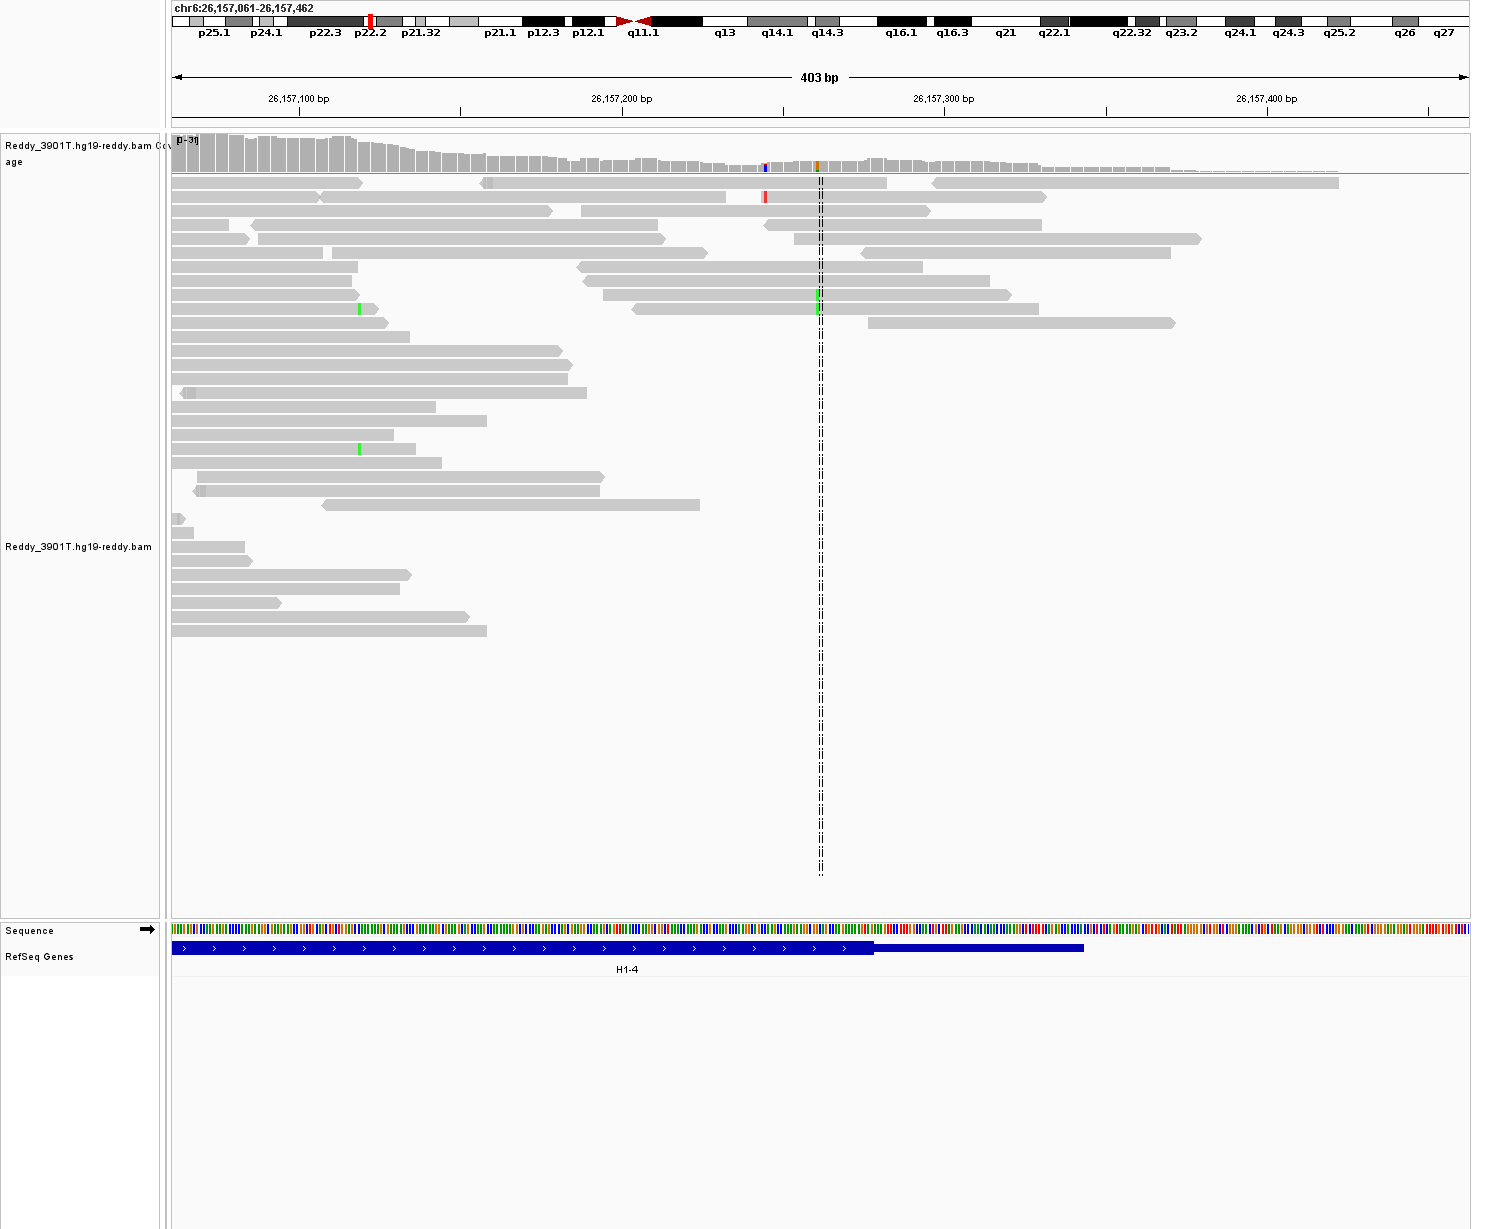 chr6:26,157,061-26,157,462
p25.1 p24.1 p22.3 p22.2 p21.32 p21.1 p12.3 p12.1 q11.1 q13 q14.1 q14.3 q16.1 q16.3 q21 q22.1 q22.32 q23.2 q24.1 q24.3 q25.2 q26 q27
403 bp
26,157,100 bp 26,157,200 bp 26,157,300 bp 26,157,400 bp
Reddy_3901T.hg19-reddy.bam Cov
age
Reddy_3901T.hg19-reddy.bam
Sequence
RefSeq Genes
H1-4